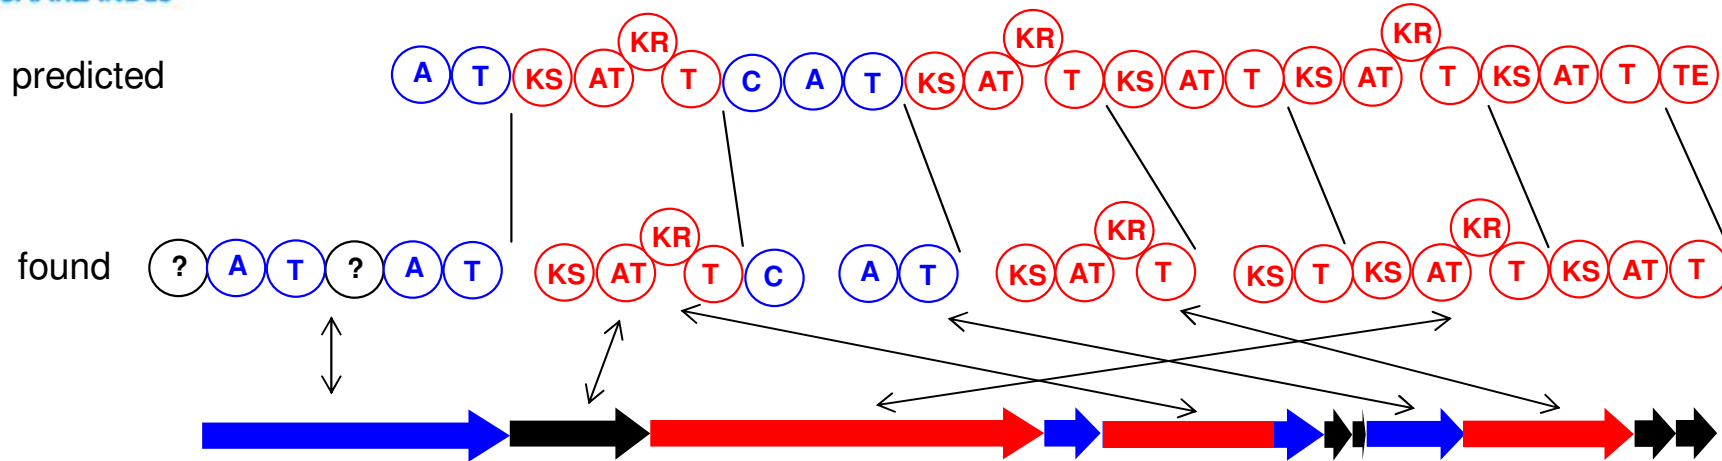 predicted A T KS AT KR T C A T KS AT KR T KS AT T KS AT KR T KS AT T TE
found ? A T ? A T KS AT KR T C A T KS AT KR T KS T KS AT KR T KS AT T